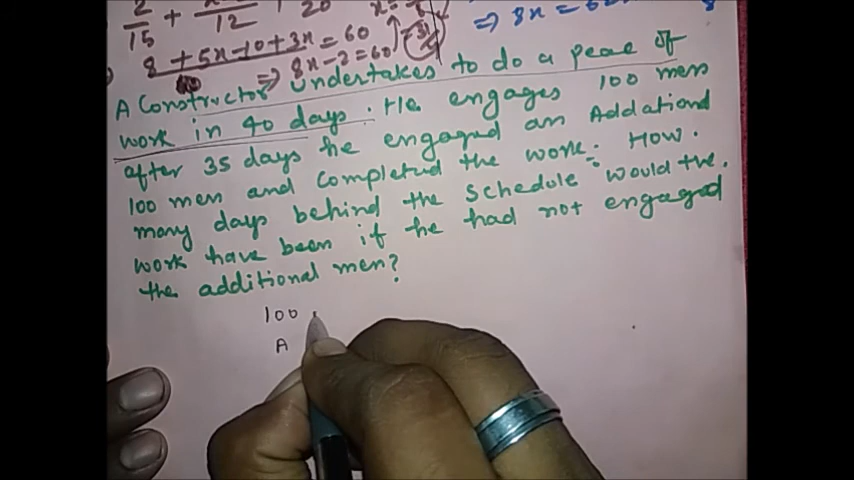 2/15 + /12 + 20
8 + 5x - 10 + 3x = 60
⇒ 8x - 2 = 60
⇒ 8x =
A Constructor undertakes to do a peace of
work in 40 days. He engages 100 men
after 35 days he engaged an Addational
100 men and completed the work. How
many days behind the schedule would the
work have been if he had not engaged
the additional men?
100
A